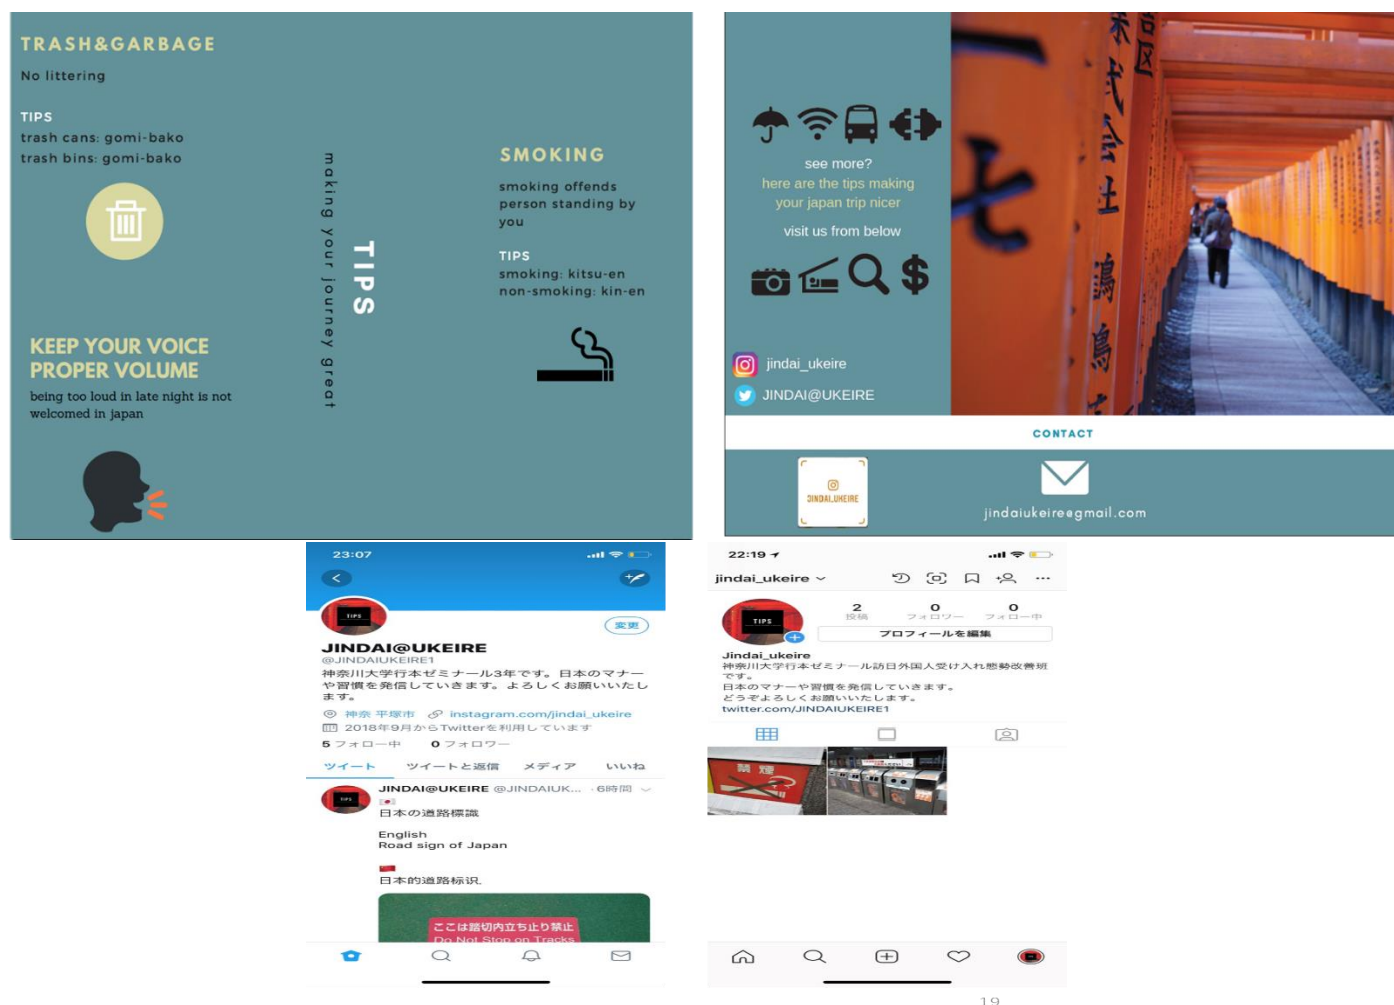 TRASH&GARBAGE
No littering
TIPS
trash cans: gomi-bako
trash bins: gomi-bako
KEEP YOUR VOICE
PROPER VOLUME
being too loud in late night is not
welcomed in japan
making your journey great
TIPS
SMOKING
smoking offends
person standing by
you
TIPS
smoking: kitsu-en
non-smoking: kin-en
see more?
here are the tips making
your japan trip nicer
visit us from below
jindai_ukeire
JINDAI@UKEIRE
式会社
CONTACT
JINDAI_UKEIRE
jindaiukeire@gmail.com
23:07
TIPS
変更
JINDAI@UKEIRE
@JINDAIUKEIRE1
神奈川大学行本ゼミナール3年です。日本のマナー
や習慣を発信していきます。よろしくお願いいたし
ます。
神奈 平塚市 instagram.com/jindai_ukeire
2018年9月からTwitterを利用しています
5 フォロー中 0 フォロワー
ツイート ツイートと返信 メディア いいね
JINDAI@UKEIRE @JINDAIUK... · 6時間
TIPS
日本の道路標識
English
Road sign of Japan
日本的道路标识.
ここは踏切内立ち止り禁止
Do Not Stop on Tracks
22:19
jindai_ukeire
TIPS
2 0 0
投稿 フォロワー フォロー中
プロフィールを編集
Jindai_ukeire
神奈川大学行本ゼミナール訪日外国人受け入れ態勢改善班
です。
日本のマナーや習慣を発信していきます。
どうぞよろしくお願いいたします。
twitter.com/JINDAIUKEIRE1
禁煙
19